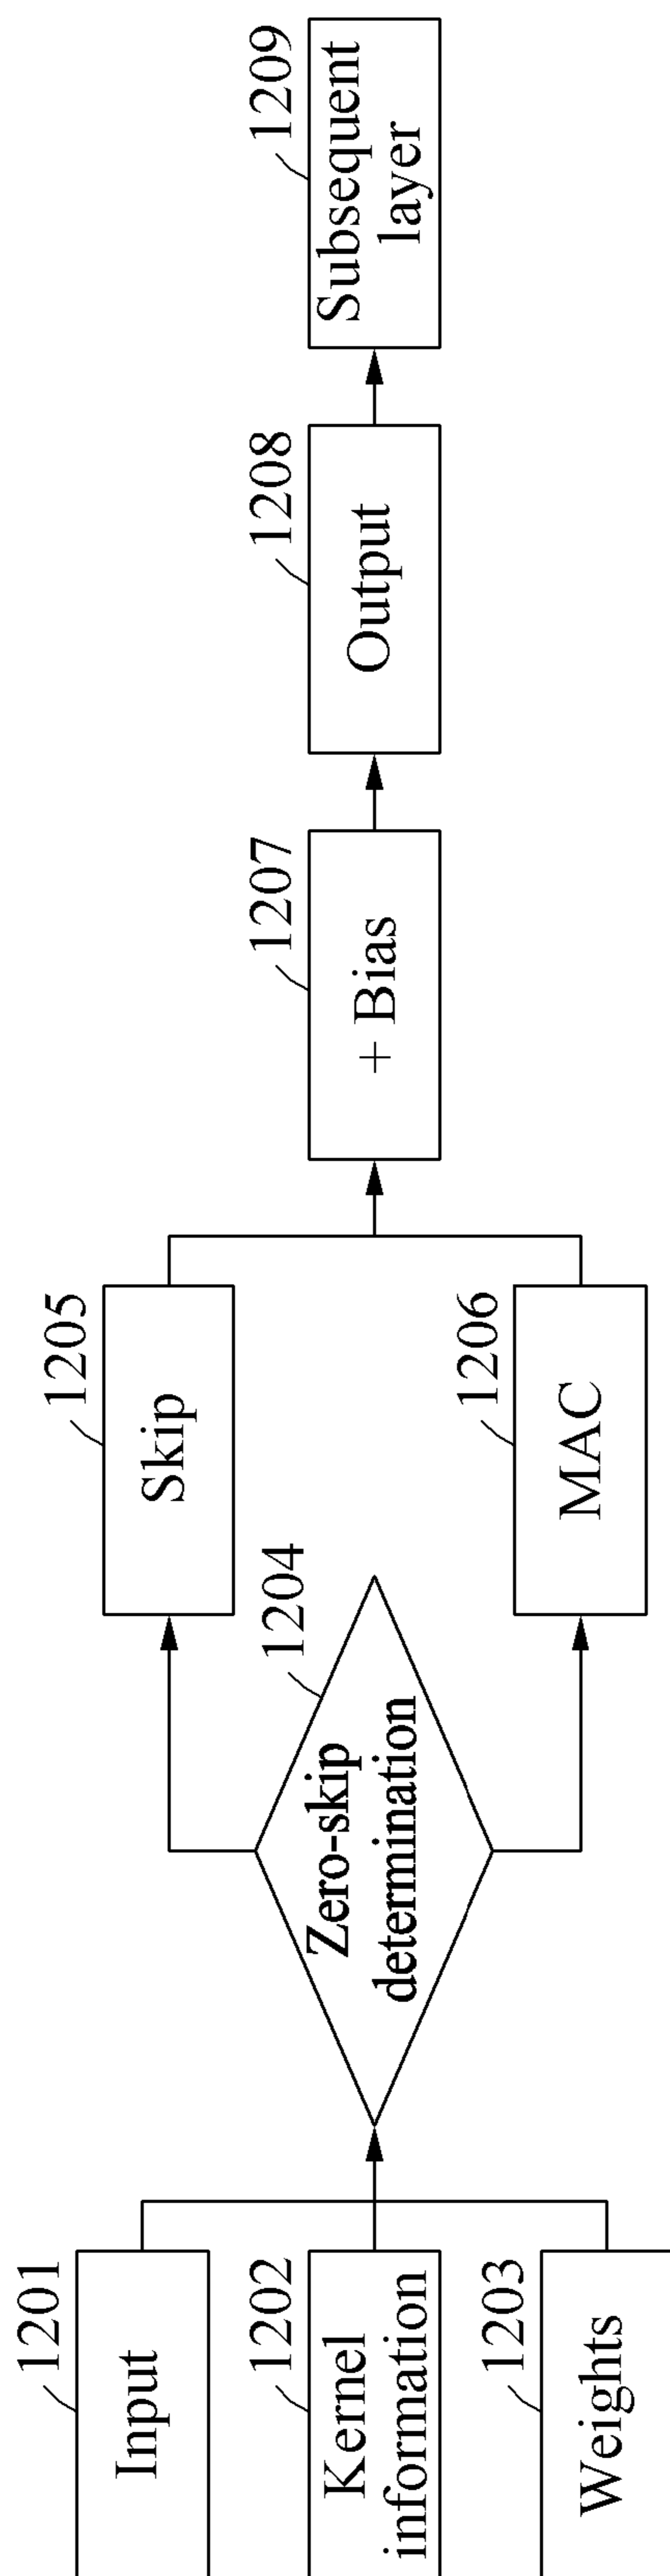 1201
Input
1202
Kernel
information
1203
Weights
1204
Zero-skip
determination
1205
Skip
1206
MAC
1207
+ Bias
1208
Output
1209
Subsequent
layer